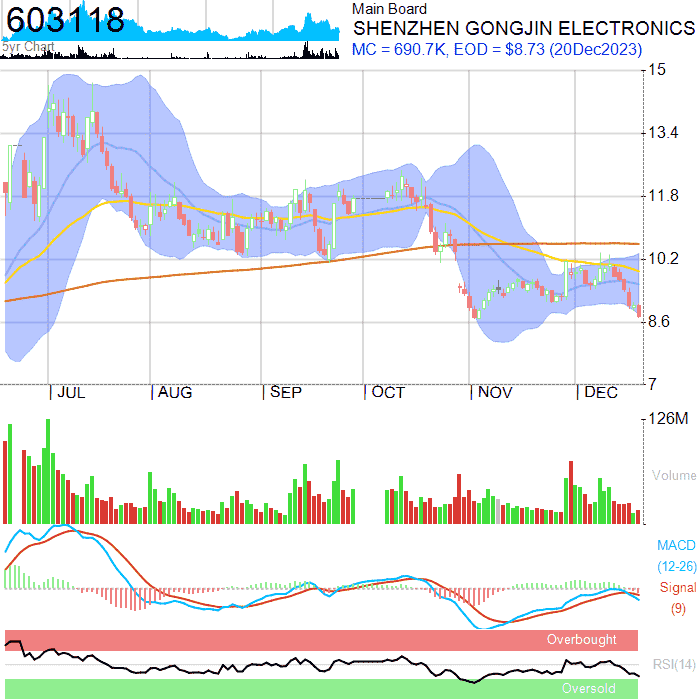 603118
5yr Chart
Main Board
SHENZHEN GONGJIN ELECTRONICS
MC = 690.7K, EOD = $8.73 (20Dec2023)
15
13.4
11.8
10.2
8.6
7
JUL
AUG
SEP
OCT
NOV
DEC
126M
Volume
MACD
(12-26)
Signal
(9)
Overbought
RSI(14)
Oversold